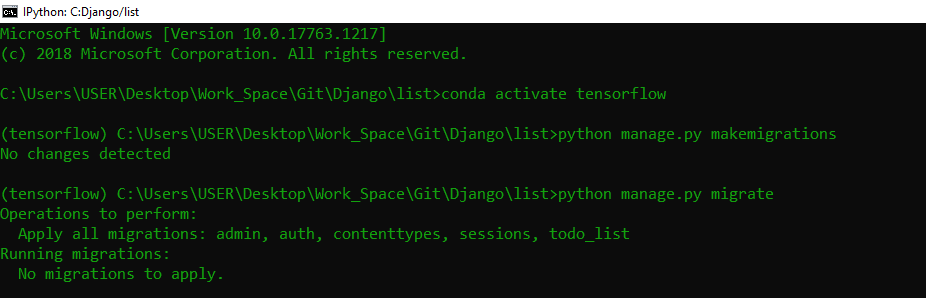 IPython: C:Django/list
Microsoft Windows [Version 10.0.17763.1217]
(c) 2018 Microsoft Corporation. All rights reserved.
C:\Users\USER\Desktop\Work_Space\Git\Django\list>conda activate tensorflow
(tensorflow) C:\Users\USER\Desktop\Work_Space\Git\Django\list>python manage.py makemigrations
No changes detected
(tensorflow) C:\Users\USER\Desktop\Work_Space\Git\Django\list>python manage.py migrate
Operations to perform:
  Apply all migrations: admin, auth, contenttypes, sessions, todo_list
Running migrations:
  No migrations to apply.